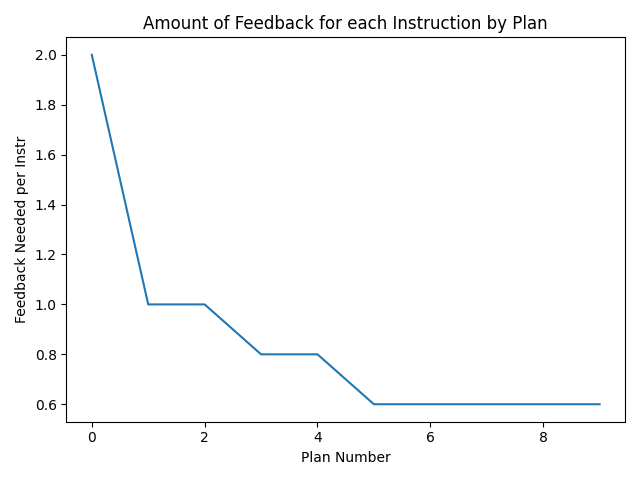 Amount of Feedback for each Instruction by Plan
Feedback Needed per Instr
2.0
1.8
1.6
1.4
1.2
1.0
0.8
0.6
0 2 4 6 8
Plan Number